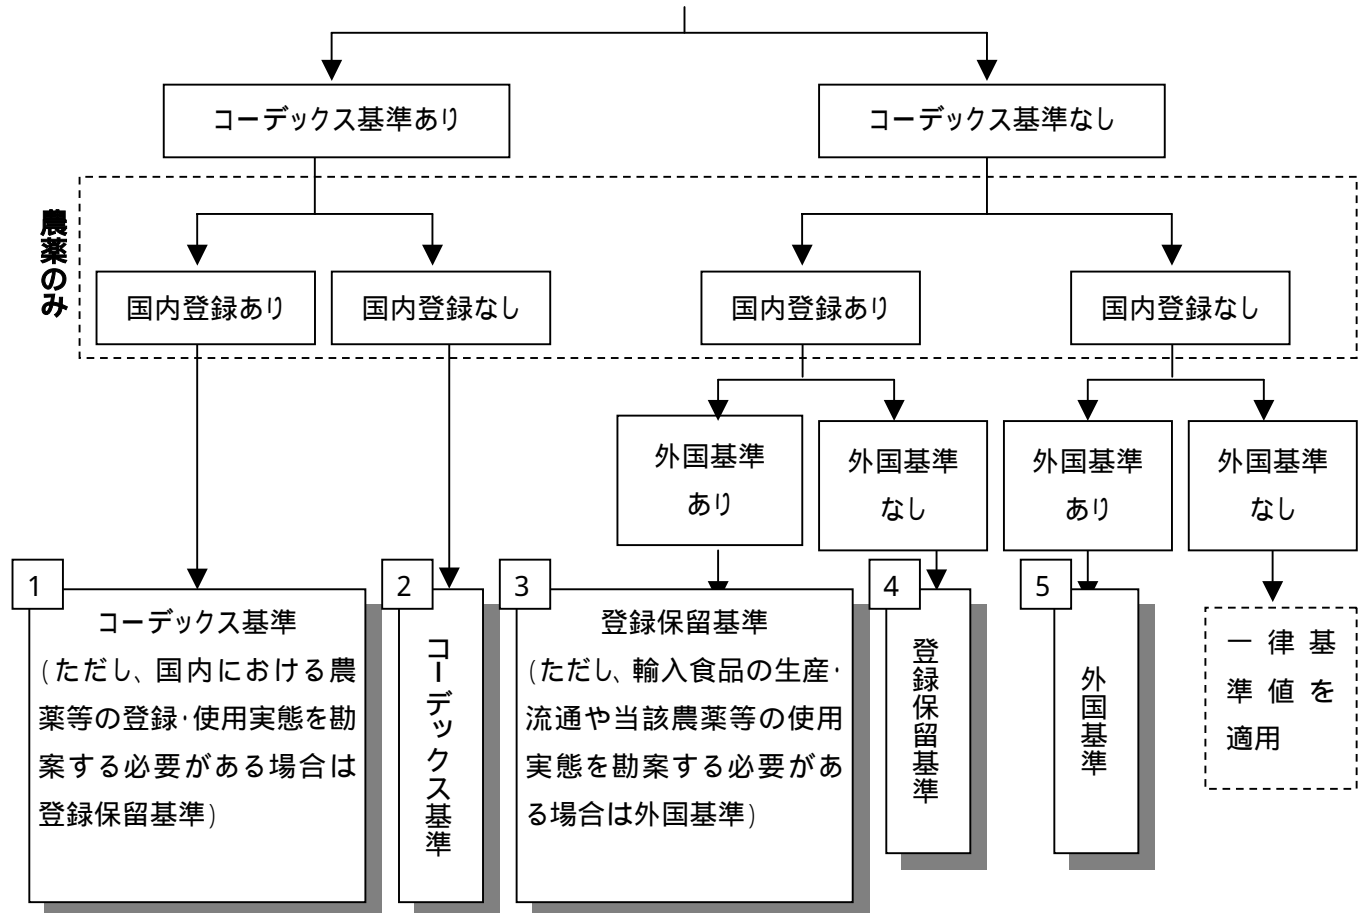 コーデックス基準あり
コーデックス基準なし
農薬のみ
国内登録あり
国内登録なし
国内登録あり
国内登録なし
外国基準
あり
外国基準
なし
外国基準
あり
外国基準
なし
1
コーデックス基準
(ただし、国内における農
薬等の登録・使用実態を勘
案する必要がある場合は
登録保留基準)
2
コーデックス基準
3
登録保留基準
(ただし、輸入食品の生産・
流通や当該農薬等の使用
実態を勘案する必要があ
る場合は外国基準)
4
登録保留基準
5
外国基準
一律基
準値を
適用